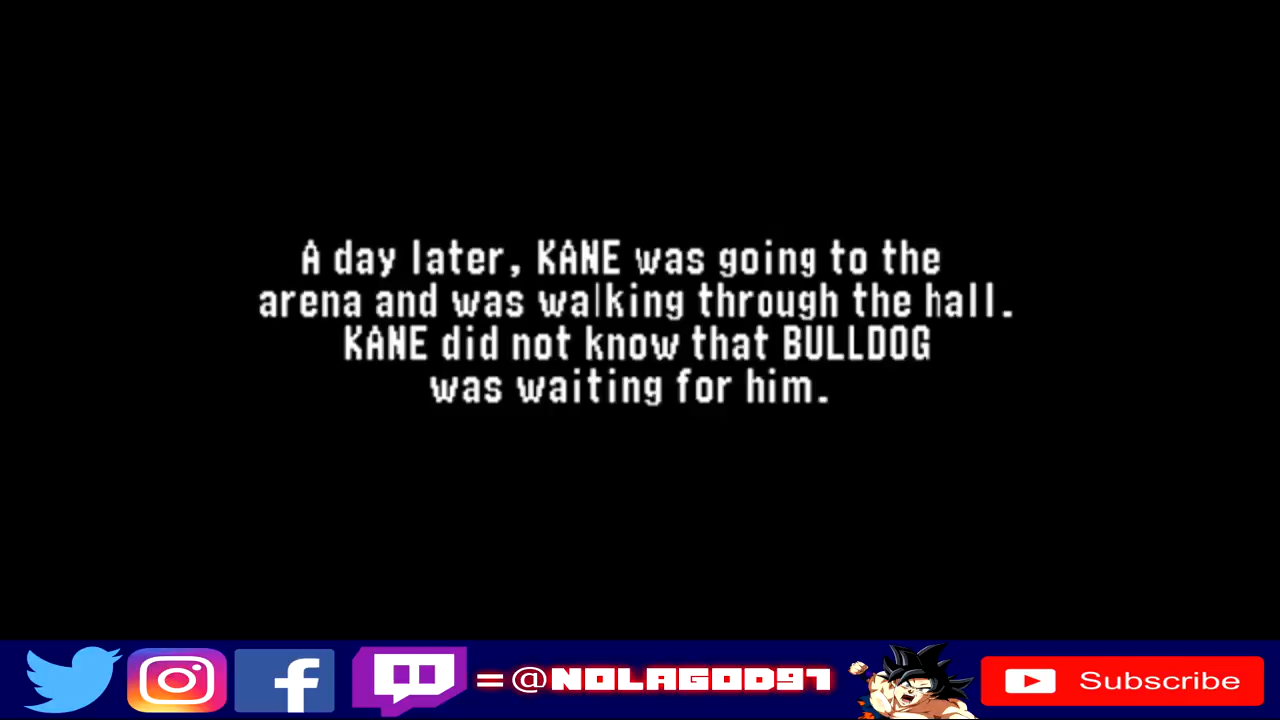 A day later, KANE was going to the
arena and was walking through the hall.
KANE did not know that BULLDOG
was waiting for him.
=@NOLAGOD97
Subscribe